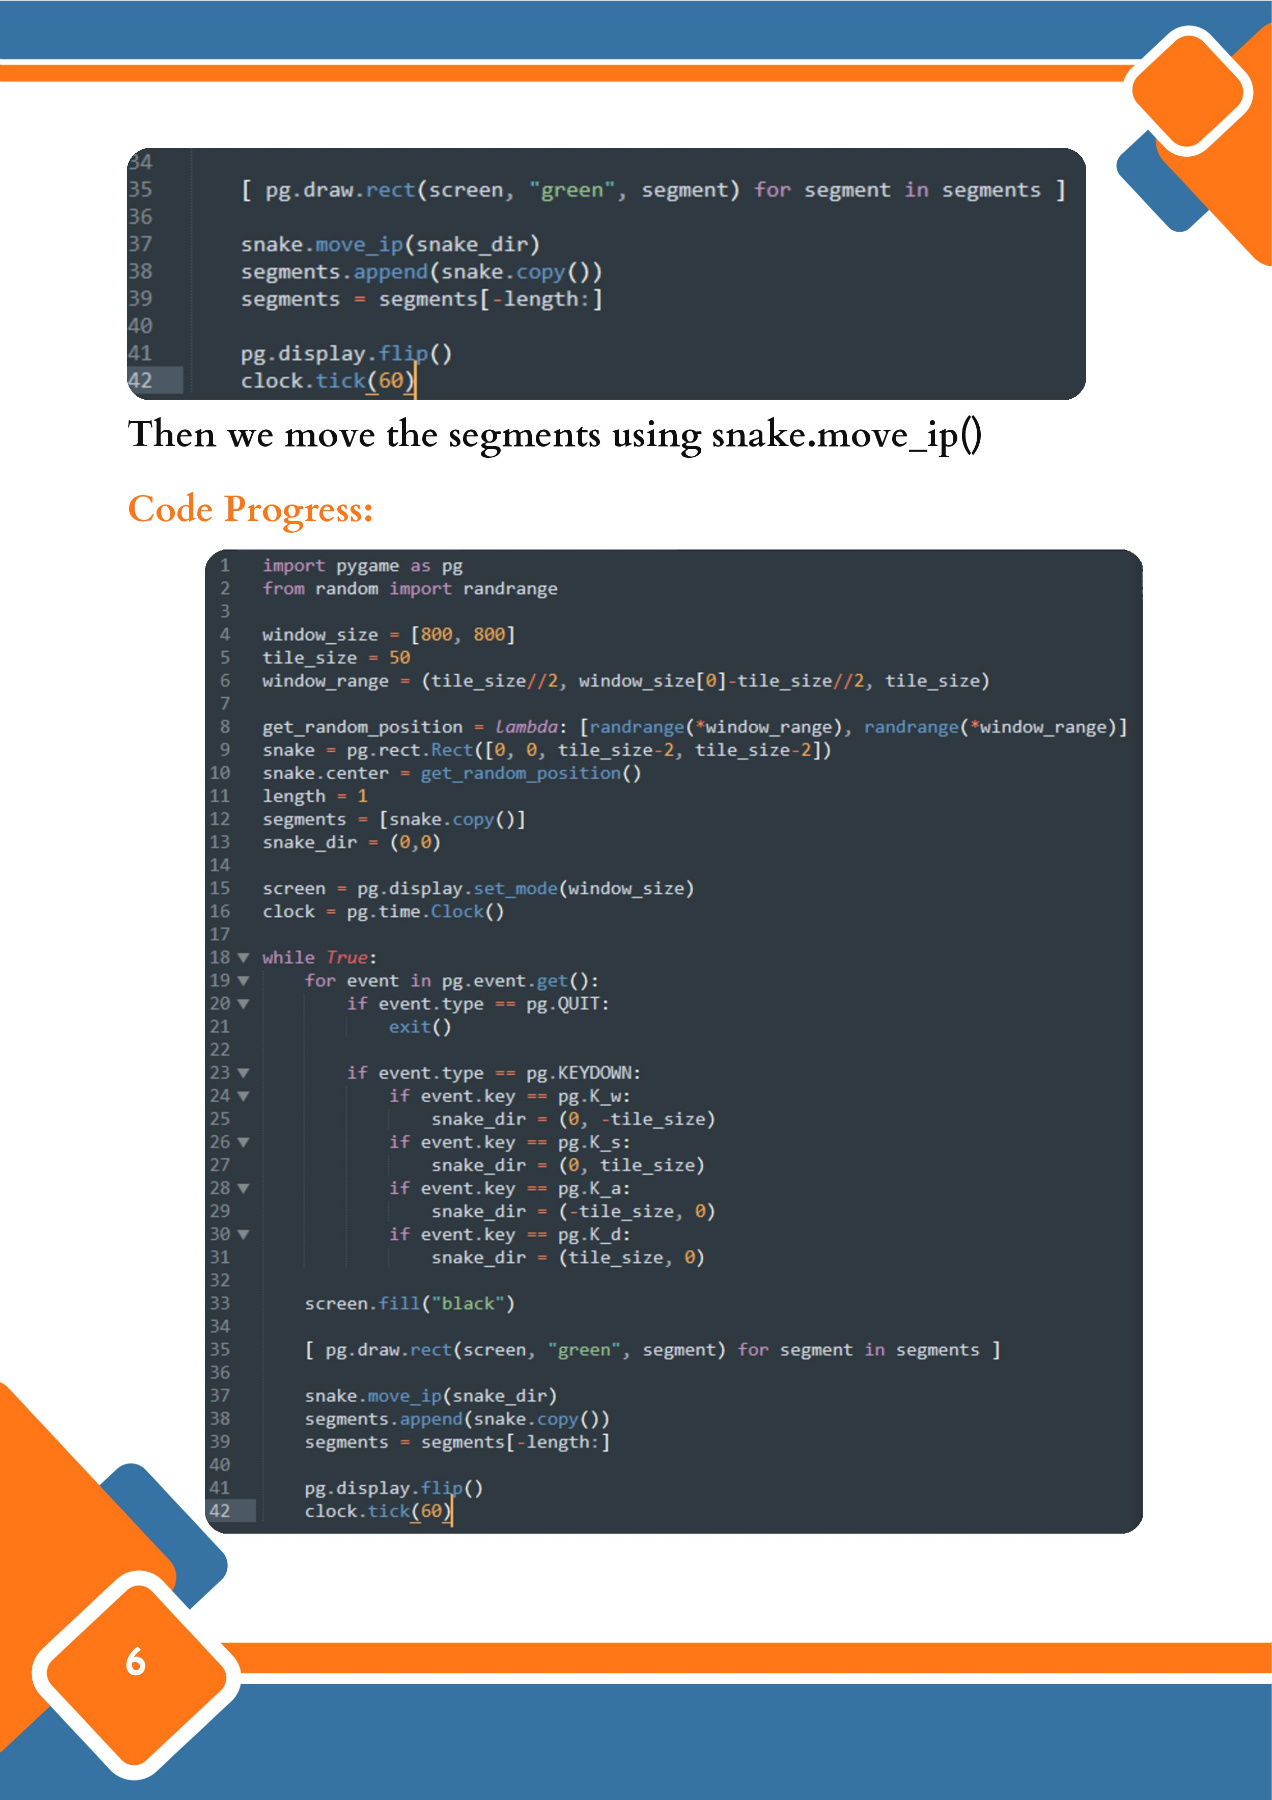 34
35 [ pg.draw.rect(screen, "green", segment) for segment in segments ]
36
37 snake.move_ip(snake_dir)
38 segments.append(snake.copy())
39 segments = segments[-length:]
40
41 pg.display.flip()
42 clock.tick(60)
Then we move the segments using snake.move_ip()
Code Progress:
1 import pygame as pg
2 from random import randrange
3
4 window_size = [800, 800]
5 tile_size = 50
6 window_range = (tile_size//2, window_size[0]-tile_size//2, tile_size)
7
8 get_random_position = lambda: [randrange(*window_range), randrange(*window_range)]
9 snake = pg.rect.Rect([0, 0, tile_size-2, tile_size-2])
10 snake.center = get_random_position()
11 length = 1
12 segments = [snake.copy()]
13 snake_dir = (0,0)
14
15 screen = pg.display.set_mode(window_size)
16 clock = pg.time.Clock()
17
18 while True:
19     for event in pg.event.get():
20         if event.type == pg.QUIT:
21             exit()
22
23         if event.type == pg.KEYDOWN:
24             if event.key == pg.K_w:
25                 snake_dir = (0, -tile_size)
26             if event.key == pg.K_s:
27                 snake_dir = (0, tile_size)
28             if event.key == pg.K_a:
29                 snake_dir = (-tile_size, 0)
30             if event.key == pg.K_d:
31                 snake_dir = (tile_size, 0)
32
33     screen.fill("black")
34
35     [ pg.draw.rect(screen, "green", segment) for segment in segments ]
36
37     snake.move_ip(snake_dir)
38     segments.append(snake.copy())
39     segments = segments[-length:]
40
41     pg.display.flip()
42     clock.tick(60)
6